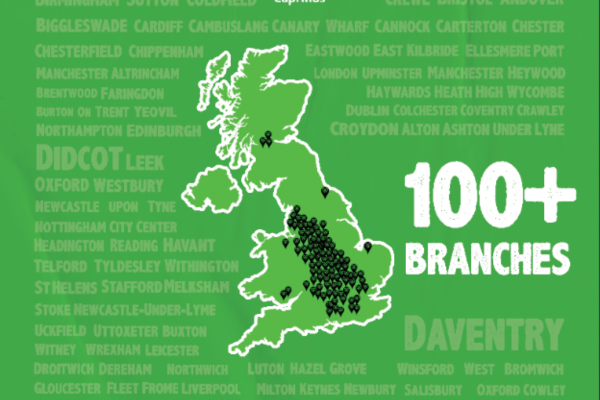 Birmingham Sutton Coldfield Crewe Bristol Andover
Caprinos
Biggleswade Cardiff Cambuslang Canary Wharf Cannock Carterton Chester
Chesterfield Chippenham Eastwood East Kilbride Ellesmere Port
Manchester Altrincham London Upminster Manchester Heywood
Brentwood Faringdon Haywards Heath High Wycombe
Burton on Trent Yeovil Dublin Colchester Coventry Crawley
Northampton Edinburgh Croydon Alton Ashton Under Lyne
Didcot Leek
Oxford Westbury
Newcastle upon Tyne
Nottingham City Center
Headington Reading Havant
Telford Tyldesley Withington
St Helens Stafford Melksham
Stoke Newcastle-Under-Lyme
Uckfield Uttoxeter Buxton
Witney Wrexham Leicester
100+
BRANCHES
Daventry
Droitwich Dereham Northwich Luton Hazel Grove Winsford West Bromwich
Gloucester Fleet Frome Liverpool Milton Keynes Newbury Salisbury Oxford Cowley